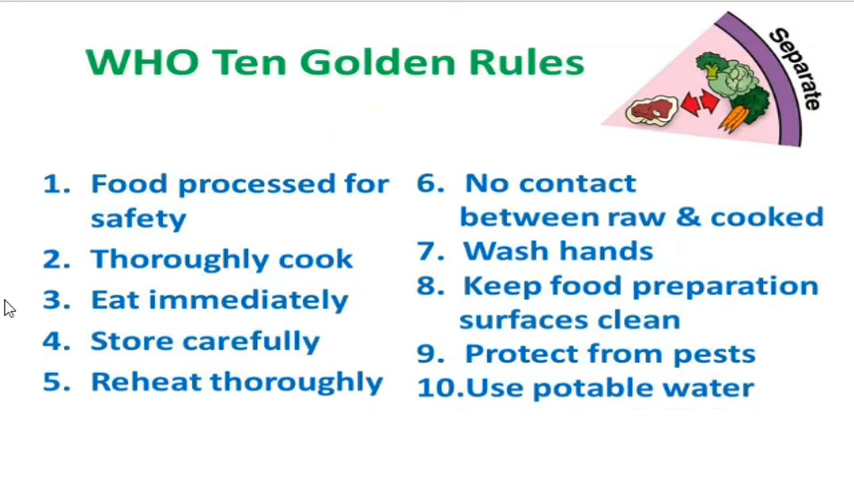 WHO Ten Golden Rules
Separate
1. Food processed for
safety
2. Thoroughly cook
3. Eat immediately
4. Store carefully
5. Reheat thoroughly
6. No contact
between raw & cooked
7. Wash hands
8. Keep food preparation
surfaces clean
9. Protect from pests
10.Use potable water